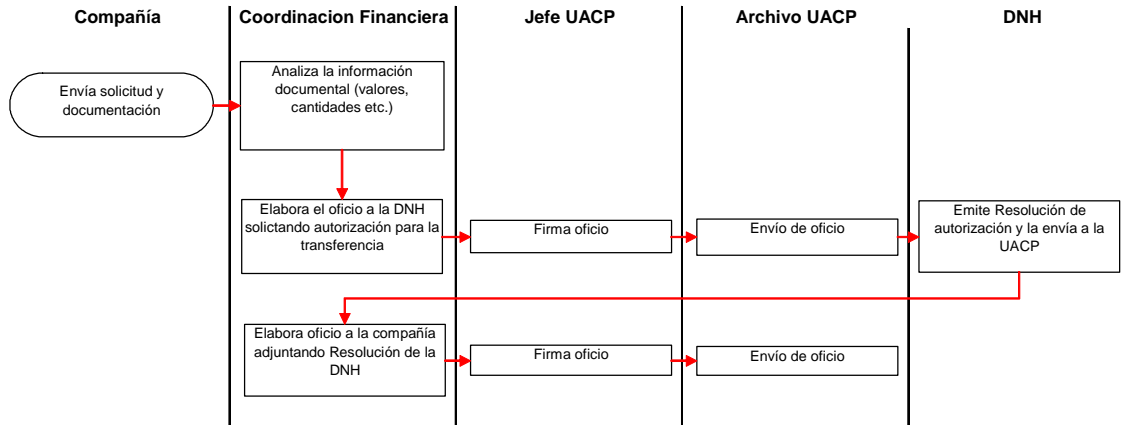 Compañía
Coordinacion Financiera
Jefe UACP
Archivo UACP
DNH
Envía solicitud y
documentación
Analiza la información
documental (valores,
cantidades etc.)
Elabora el oficio a la DNH
solictando autorización para la
transferencia
Firma oficio
Envío de oficio
Emite Resolución de
autorización y la envía a la
UACP
Elabora oficio a la compañía
adjuntando Resolución de la
DNH
Firma oficio
Envío de oficio